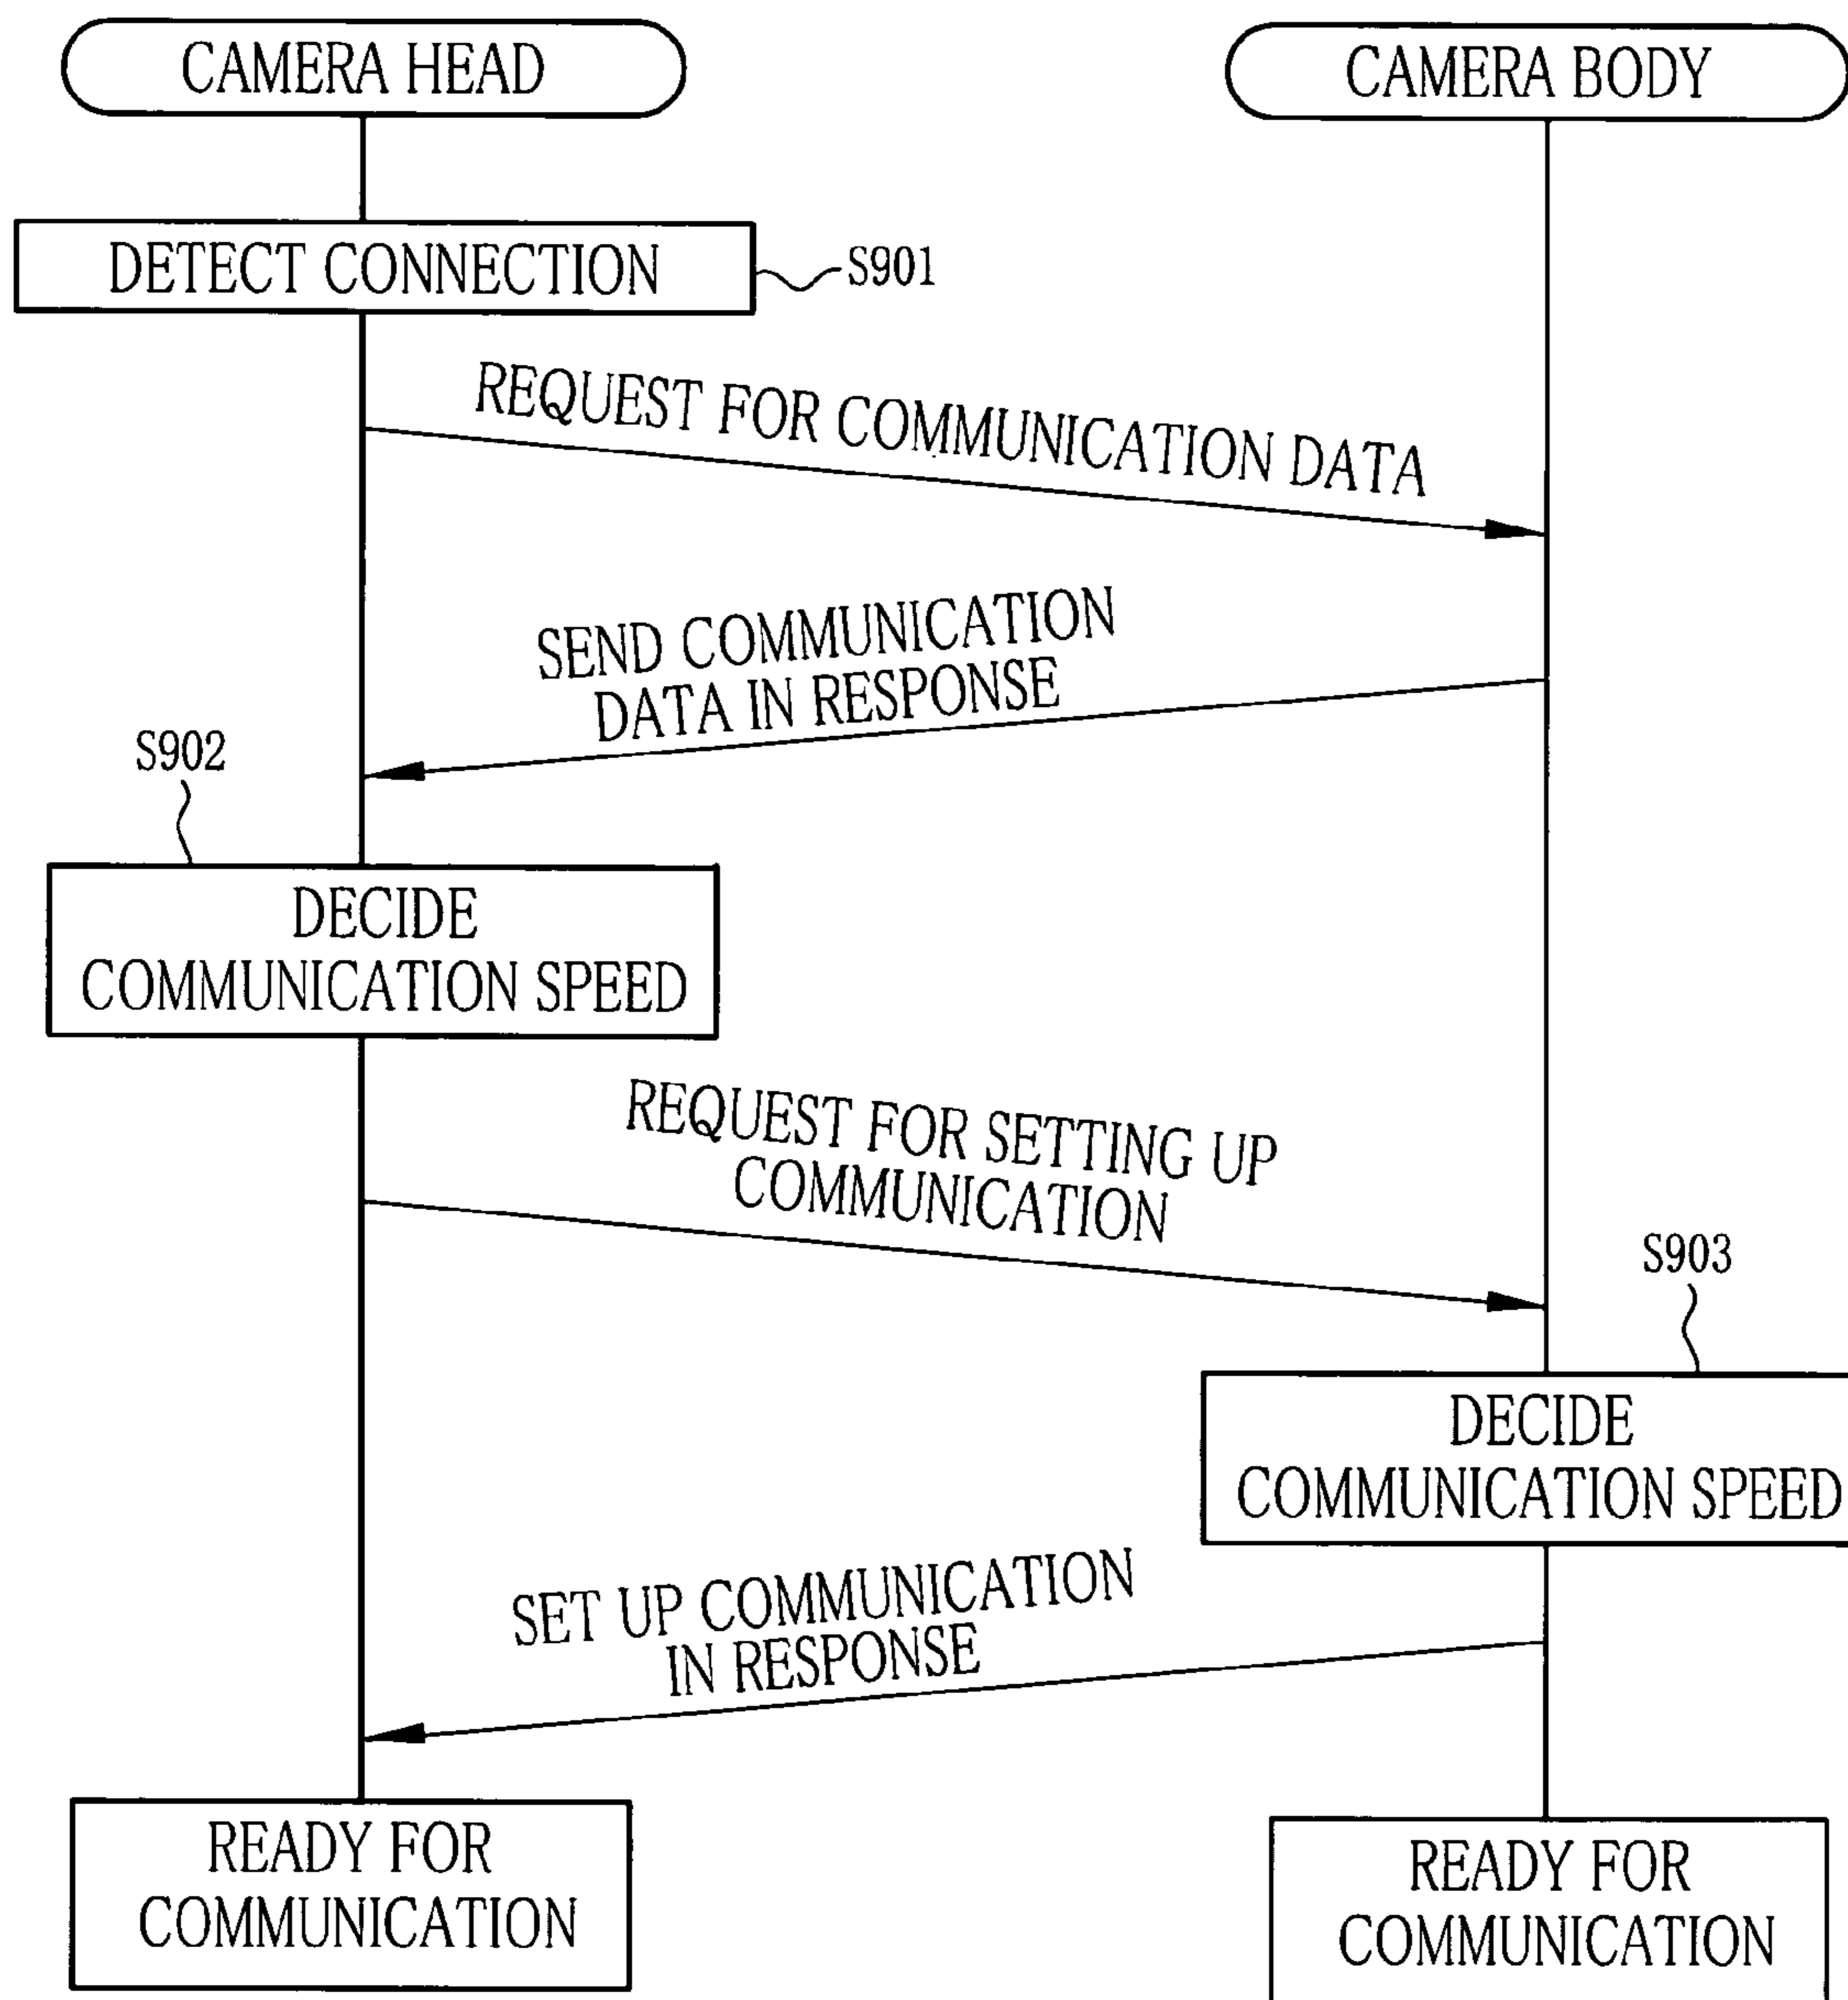 CAMERA HEAD
CAMERA BODY
DETECT CONNECTION
S901
REQUEST FOR COMMUNICATION DATA
SEND COMMUNICATION
DATA IN RESPONSE
S902
DECIDE
COMMUNICATION SPEED
REQUEST FOR SETTING UP
COMMUNICATION
S903
DECIDE
COMMUNICATION SPEED
SET UP COMMUNICATION
IN RESPONSE
READY FOR
COMMUNICATION
READY FOR
COMMUNICATION